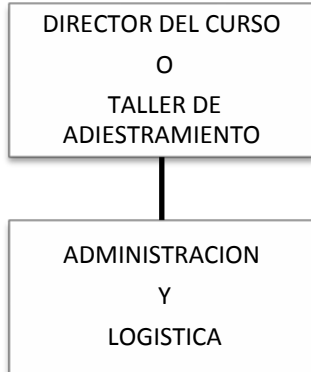 DIRECTOR DEL CURSO
O
TALLER DE
ADIESTRAMIENTO
ADMINISTRACION
Y
LOGISTICA